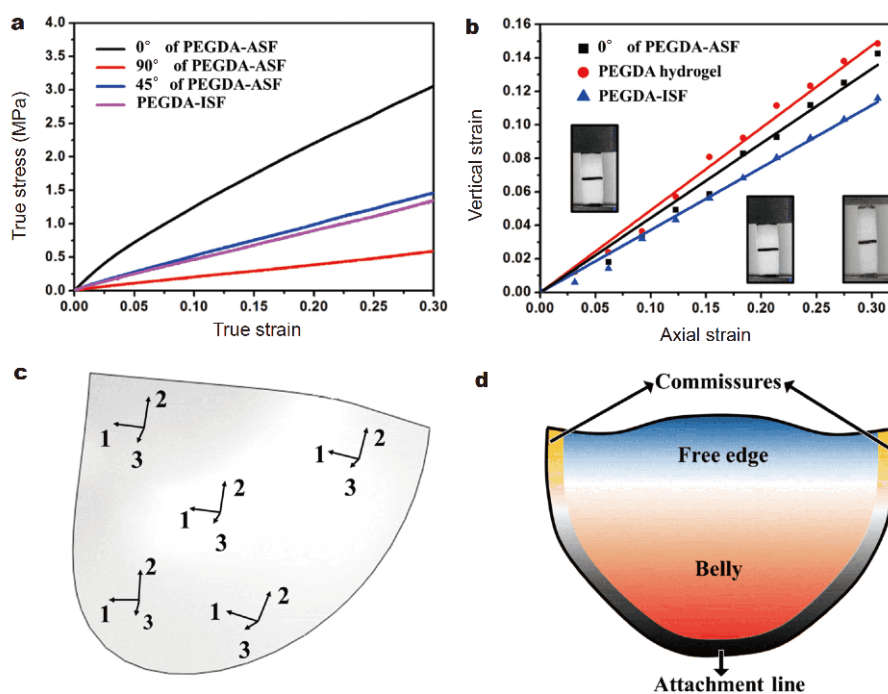 a
4.0
3.5
3.0
2.5
2.0
1.5
1.0
0.5
0.0
True stress (MPa)
0° of PEGDA-ASF
90° of PEGDA-ASF
45° of PEGDA-ASF
PEGDA-ISF
0.00 0.05 0.10 0.15 0.20 0.25 0.30
True strain
b
0.16
0.14
0.12
0.10
0.08
0.06
0.04
0.02
0.00
Vertical strain
0° of PEGDA-ASF
PEGDA hydrogel
PEGDA-ISF
0.00 0.05 0.10 0.15 0.20 0.25 0.30
Axial strain
c
1 2 3
1 2 3
1 2 3
1 2 3
1 2 3
d
Commissures
Free edge
Belly
Attachment line